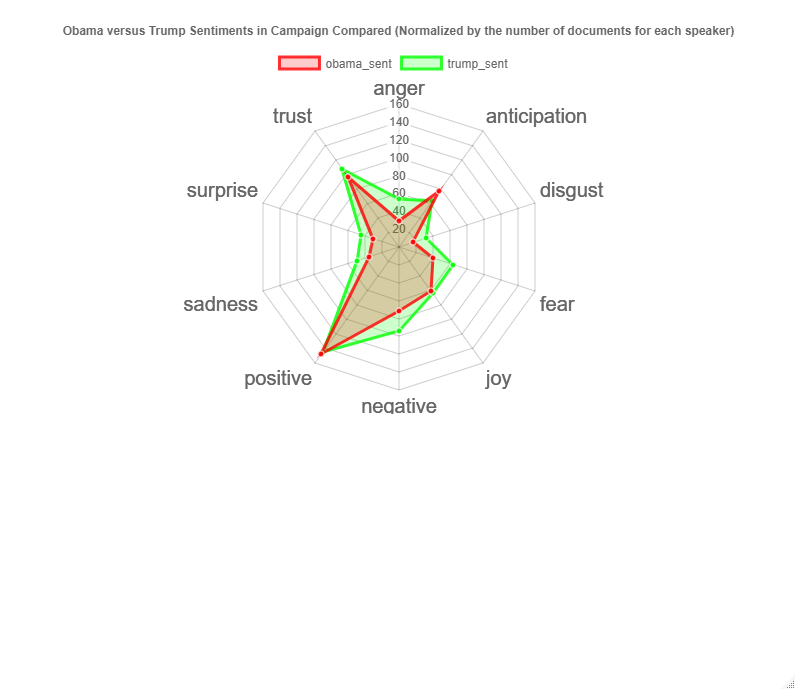 Obama versus Trump Sentiments in Campaign Compared (Normalized by the number of documents for each speaker)
obama_sent trump_sent
anger
160
trust anticipation
140
120
100
80
surprise disgust
60
40
20
sadness fear
positive joy
negative